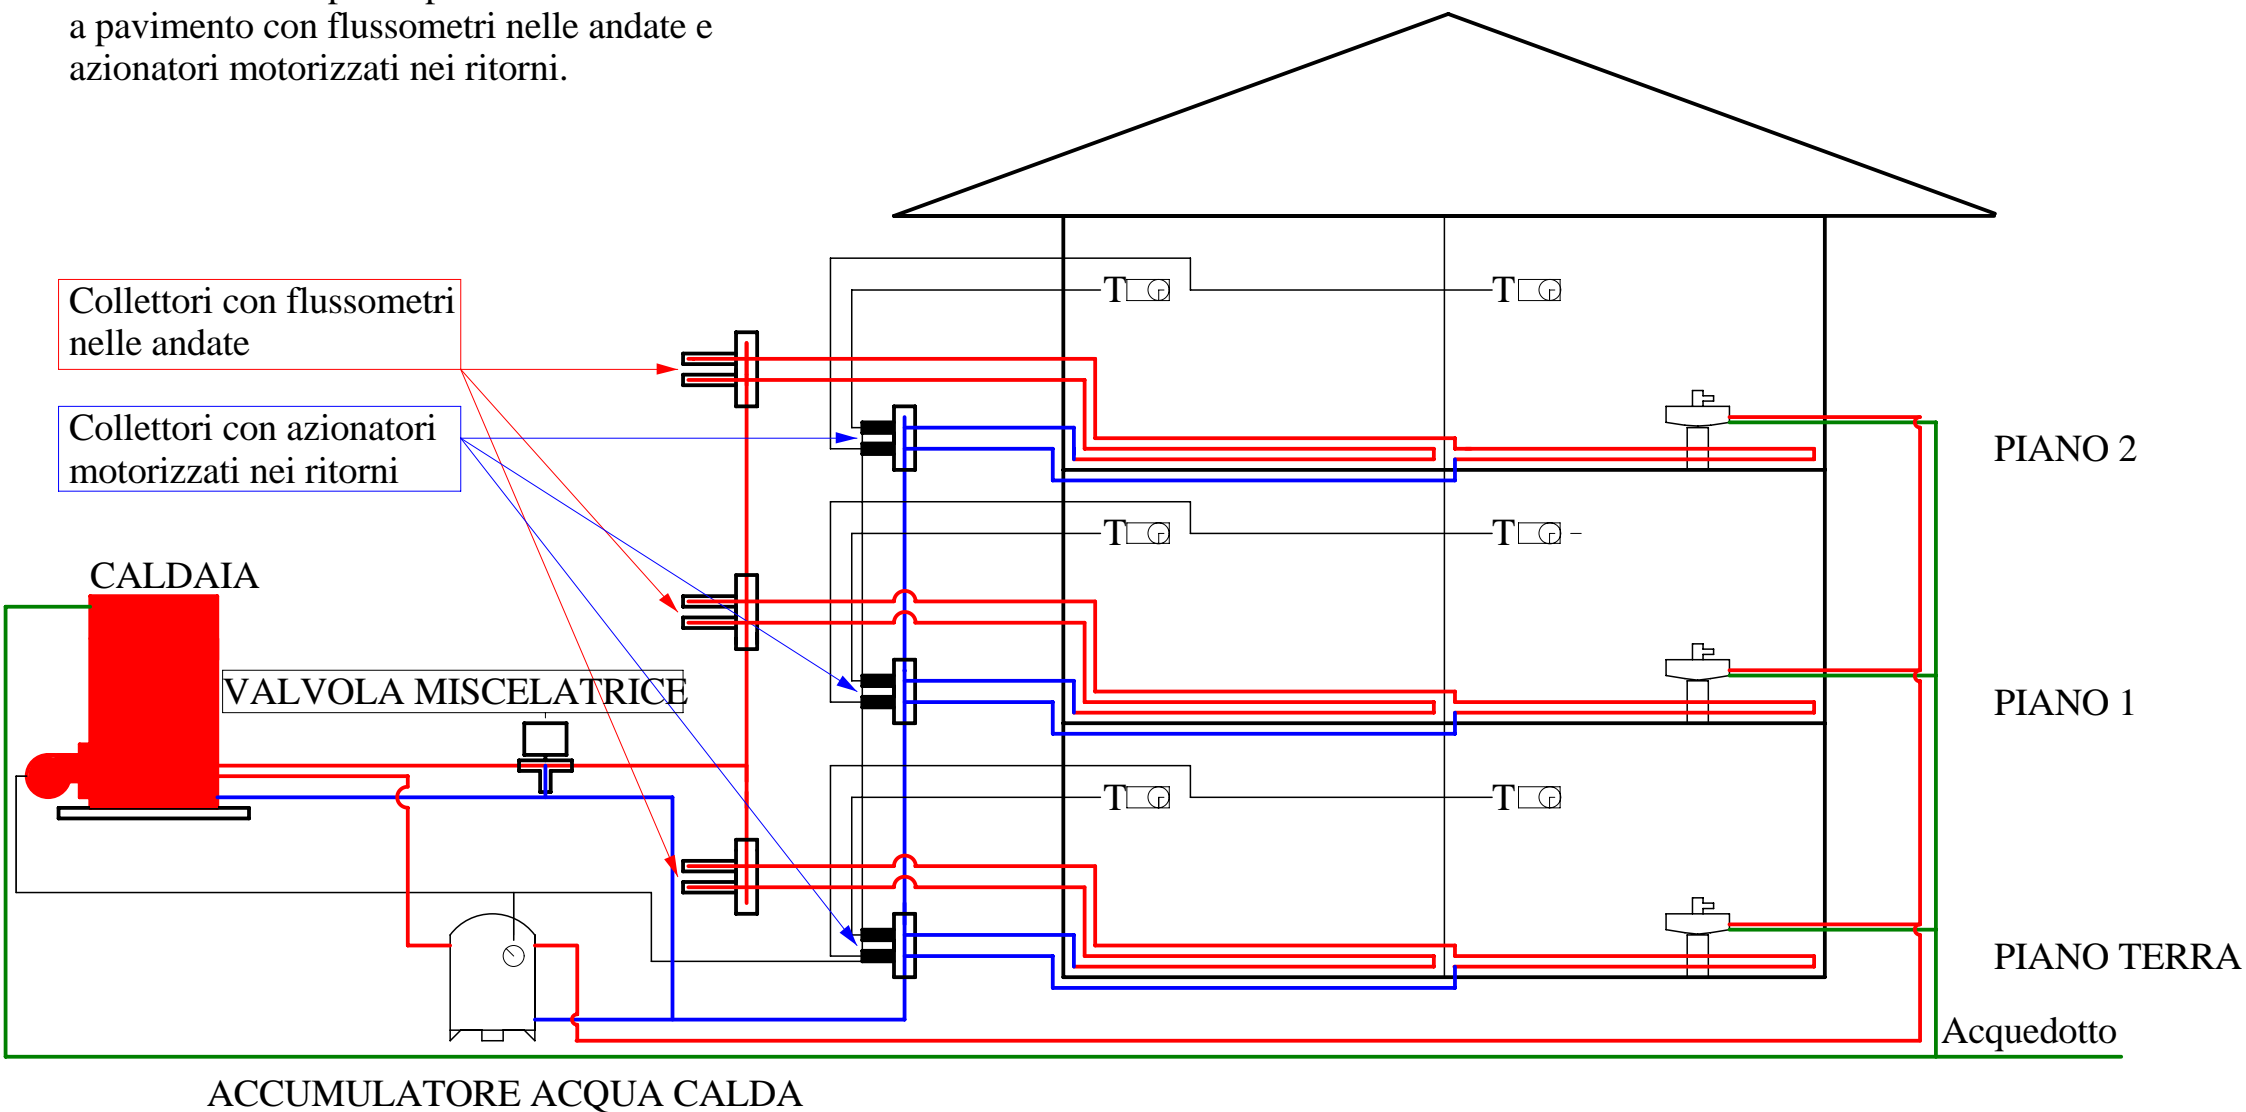 a pavimento con flussometri nelle andate e
azionatori motorizzati nei ritorni.
Collettori con flussometri
nelle andate
T
T
Collettori con azionatori
motorizzati nei ritorni
PIANO 2
T
T
CALDAIA
VALVOLA MISCELATRICE
PIANO 1
T
T
PIANO TERRA
Acquedotto
ACCUMULATORE ACQUA CALDA